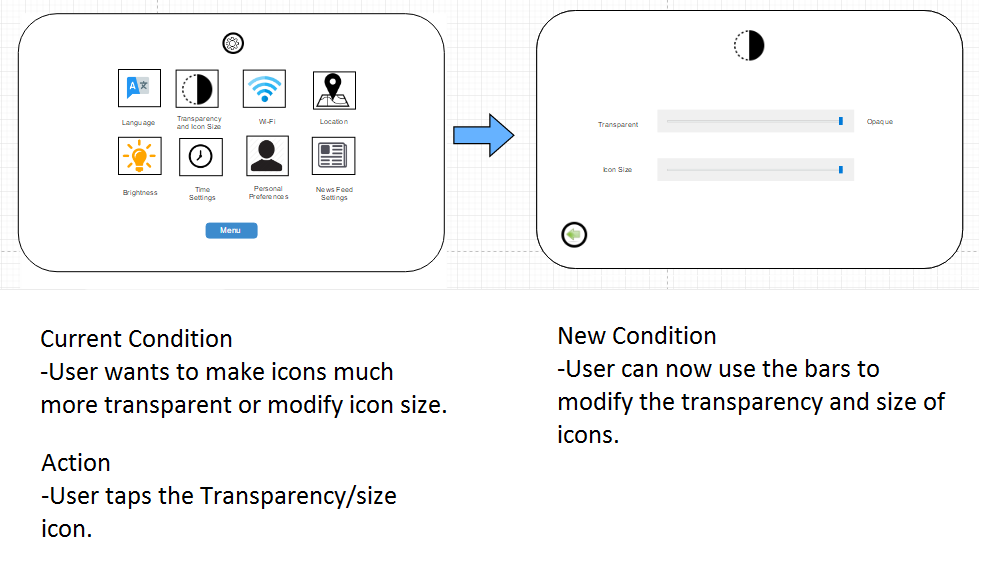 Language
Transparency
and Icon Size
Wi-Fi
Location
Brightness
Time
Settings
Personal
Preferences
News Feed
Settings
Menu
Transparent
Opaque
Icon Size
Current Condition
-User wants to make icons much
more transparent or modify icon size.
Action
-User taps the Transparency/size
icon.
New Condition
-User can now use the bars to
modify the transparency and size of
icons.